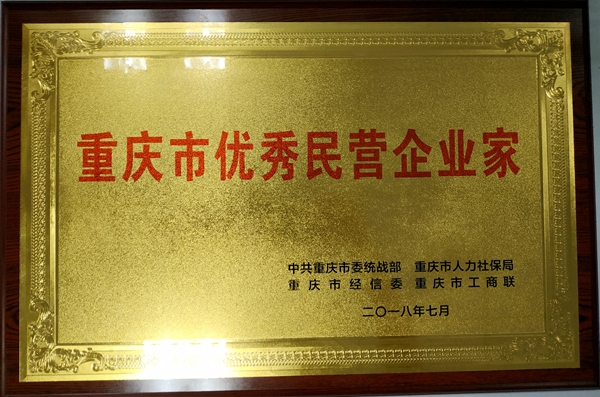 重庆市优秀民营企业家
中共重庆市委统战部 重庆市人力社保局
重庆市经信委 重庆市工商联
二〇一八年七月